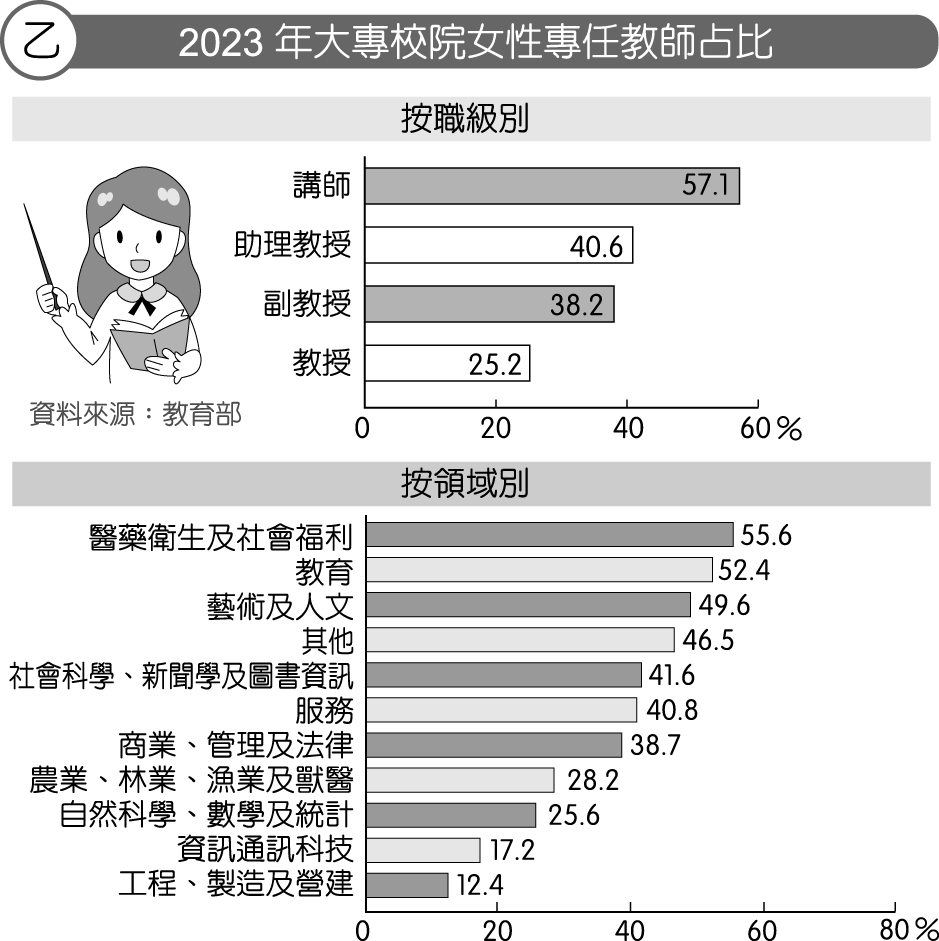 乙
2023 年大專校院女性專任教師占比
按職級別
講師 57.1
助理教授 40.6
副教授 38.2
教授 25.2
資料來源：教育部
0 20 40 60 %
按領域別
醫藥衛生及社會福利 55.6
教育 52.4
藝術及人文 49.6
其他 46.5
社會科學、新聞學及圖書資訊 41.6
服務 40.8
商業、管理及法律 38.7
農業、林業、漁業及獸醫 28.2
自然科學、數學及統計 25.6
資訊通訊科技 17.2
工程、製造及營建 12.4
0 20 40 60 80 %